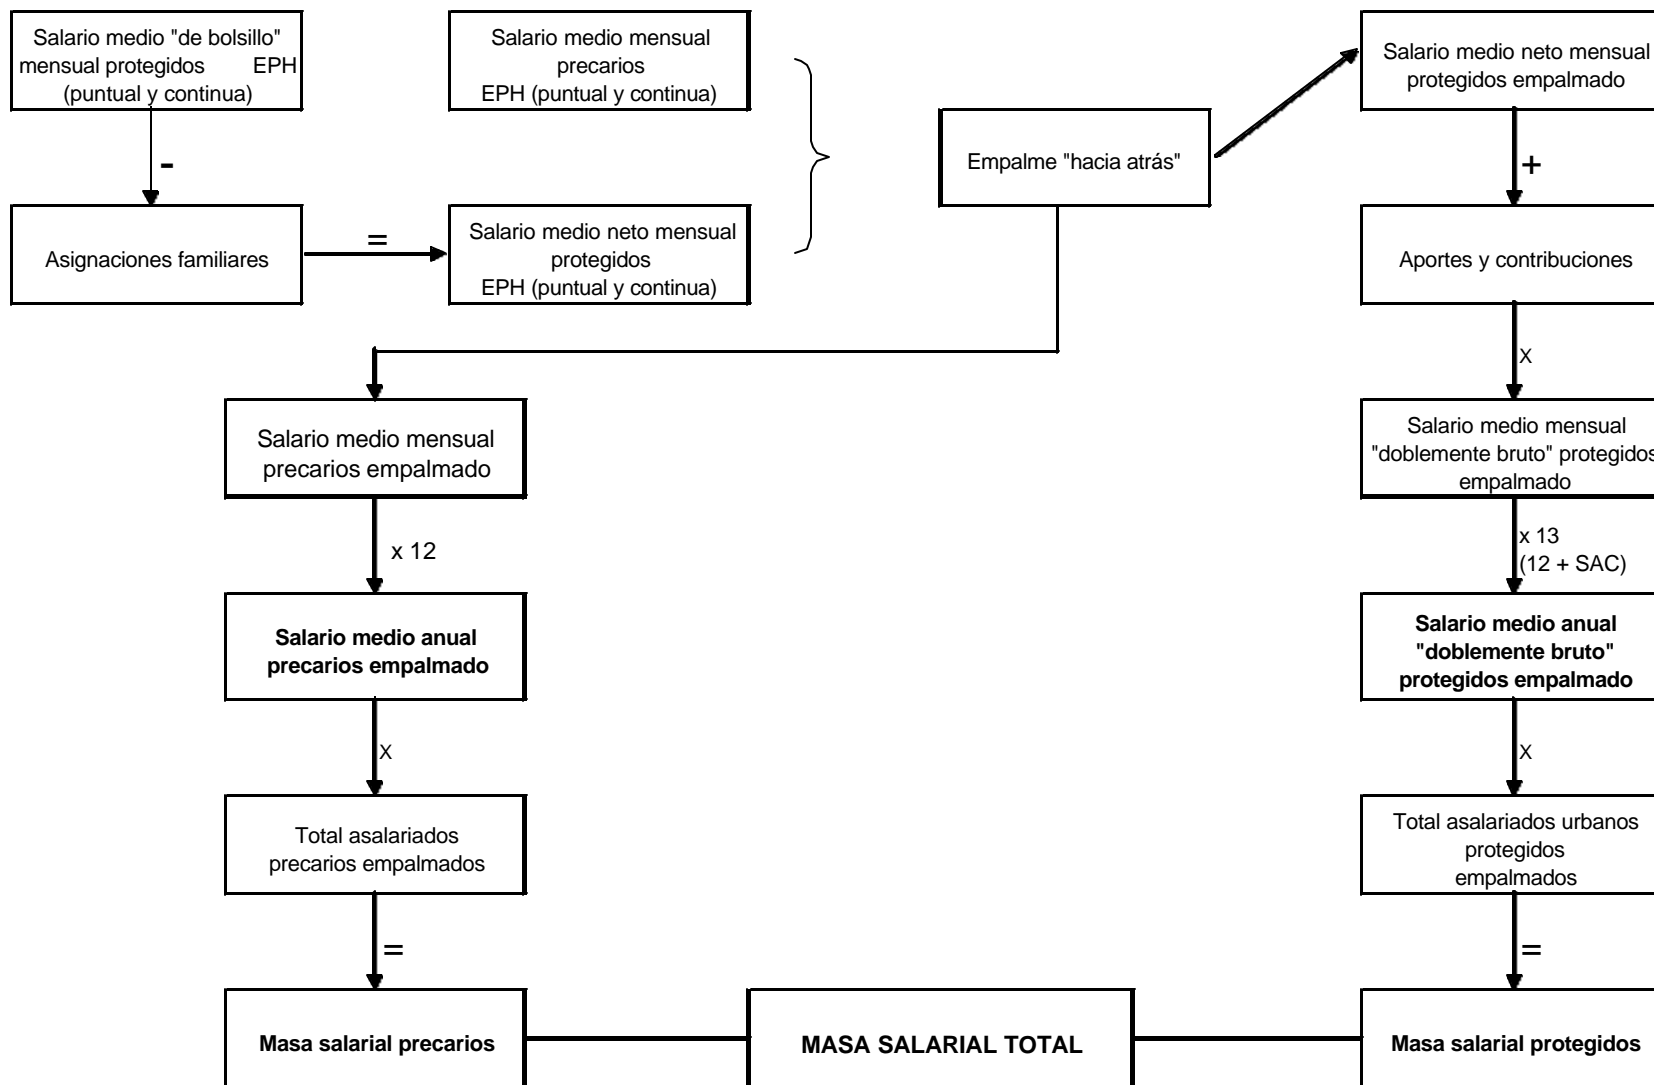 Salario medio "de bolsillo"
mensual protegidos EPH
(puntual y continua)
Salario medio mensual
precarios
EPH (puntual y continua)
Salario medio neto mensual
protegidos empalmado
-
Empalme "hacia atrás"
+
Asignaciones familiares
=
Salario medio neto mensual
protegidos
EPH (puntual y continua)
Aportes y contribuciones
X
Salario medio mensual
precarios empalmado
Salario medio mensual
"doblemente bruto" protegidos
empalmado
x 12
x 13
(12 + SAC)
Salario medio anual
precarios empalmado
Salario medio anual
"doblemente bruto"
protegidos empalmado
X
X
Total asalariados
precarios empalmados
Total asalariados urbanos
protegidos
empalmados
=
=
Masa salarial precarios
MASA SALARIAL TOTAL
Masa salarial protegidos